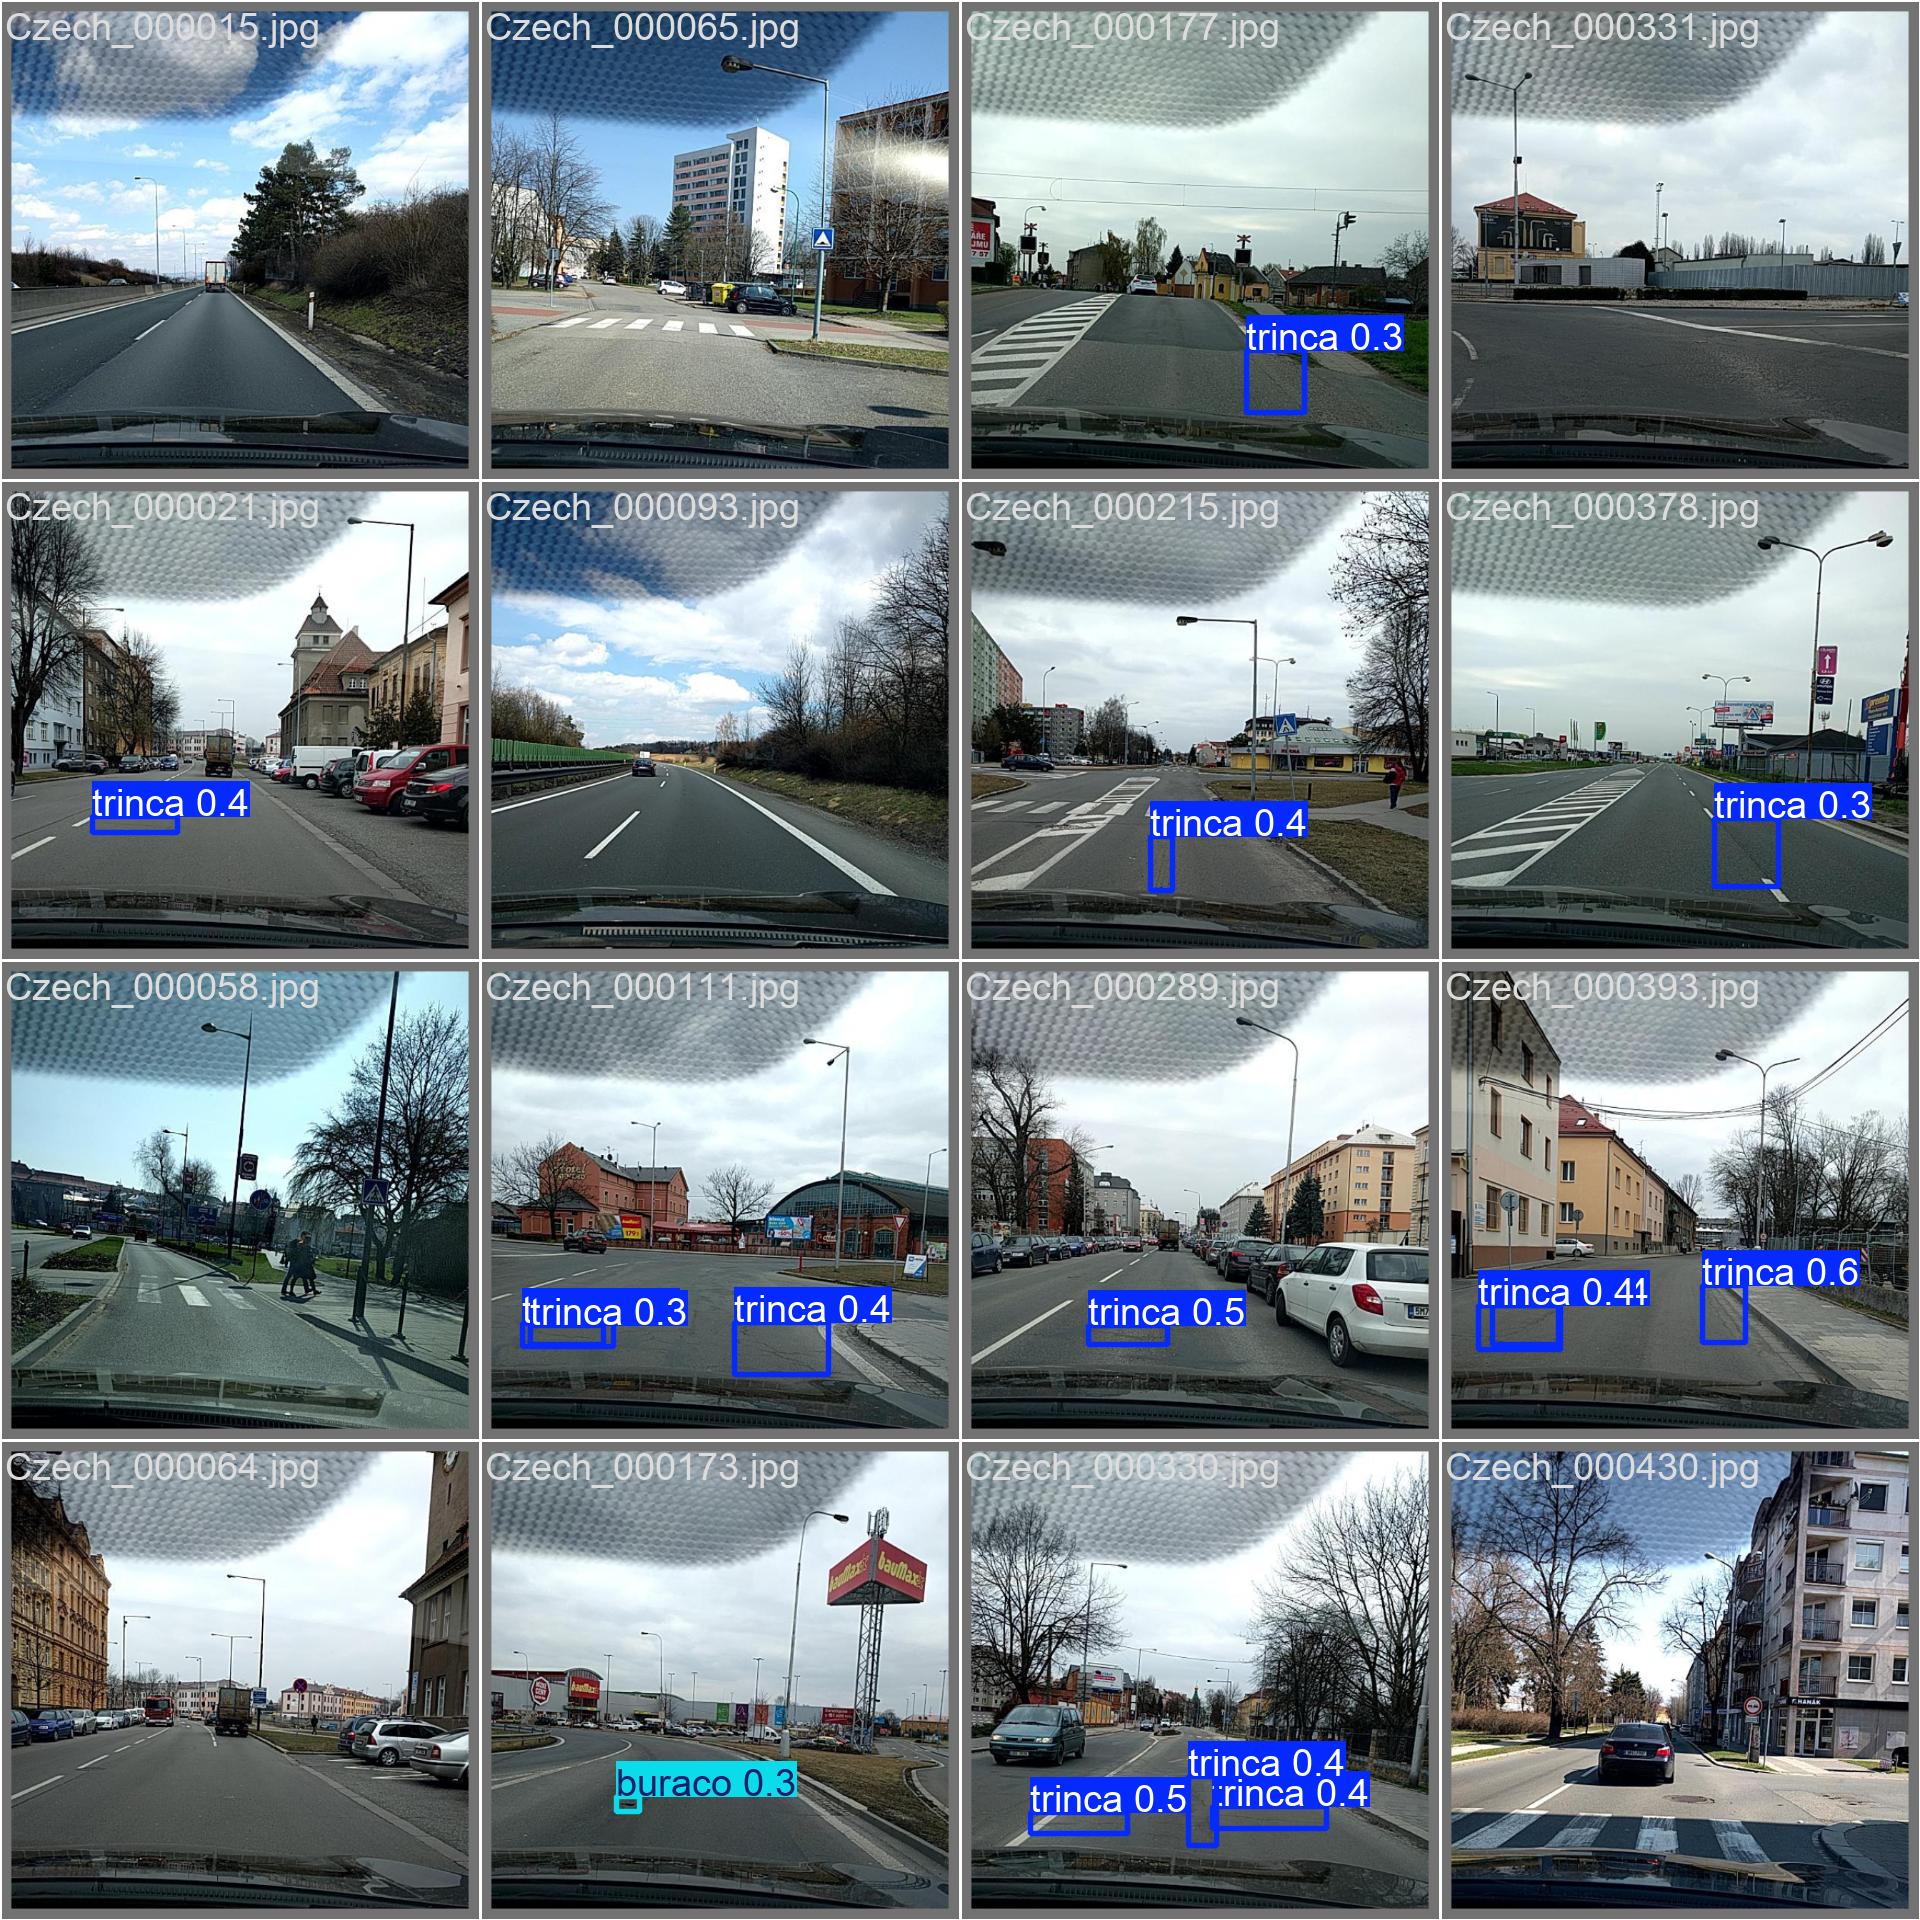 Czech_000015.jpg
Czech_000065.jpg
Czech_000177.jpg
Czech_000331.jpg
trinca 0.3
Czech_000021.jpg
Czech_000093.jpg
Czech_000215.jpg
Czech_000378.jpg
trinca 0.4
trinca 0.4
trinca 0.3
Czech_000058.jpg
Czech_000111.jpg
Czech_000289.jpg
Czech_000393.jpg
trinca 0.3
trinca 0.4
trinca 0.5
trinca 0.4
trinca 0.6
Czech_000064.jpg
Czech_000173.jpg
Czech_000330.jpg
Czech_000430.jpg
bauMax
bauMax
bauMax
buraco 0.3
trinca 0.4
trinca 0.5
trinca 0.4